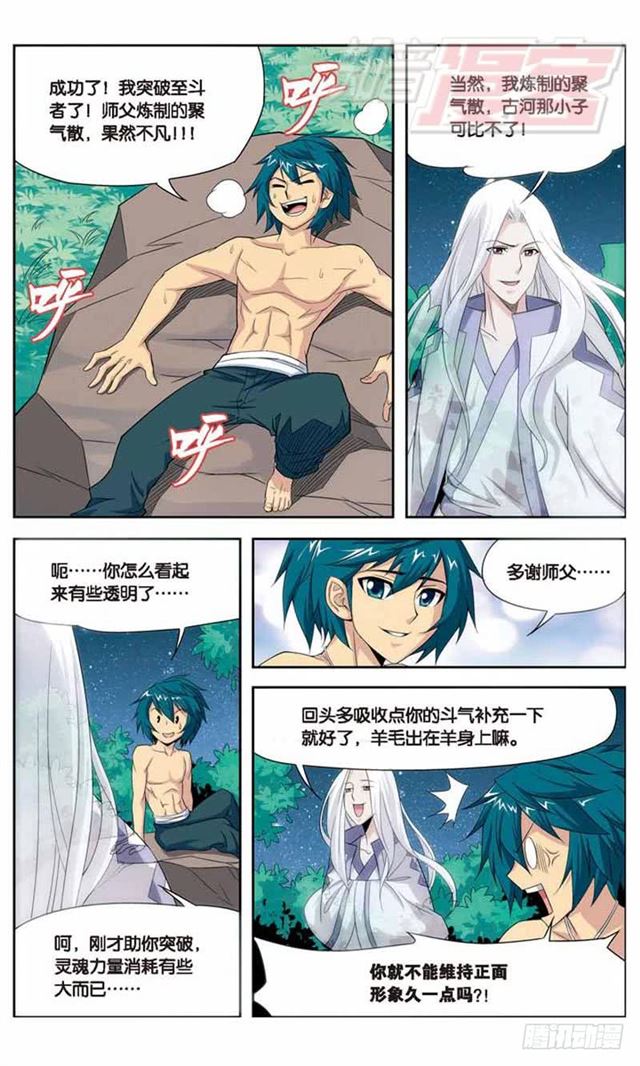 成功了！我突破至斗
者了！师父炼制的聚
气散，果然不凡！！！
呼
呼
呼
漫客
当然，我炼制的聚
气散，古河那小子
可比不了！
呃……你怎么看起
来有些透明了……
呵，刚才助你突破，
灵魂力量消耗有些
大而已……
多谢师父……
回头多吸收点你的斗气补充一下
就好了，羊毛出在羊身上嘛。
你就不能维持正面
形象久一点吗?!
腾讯动漫